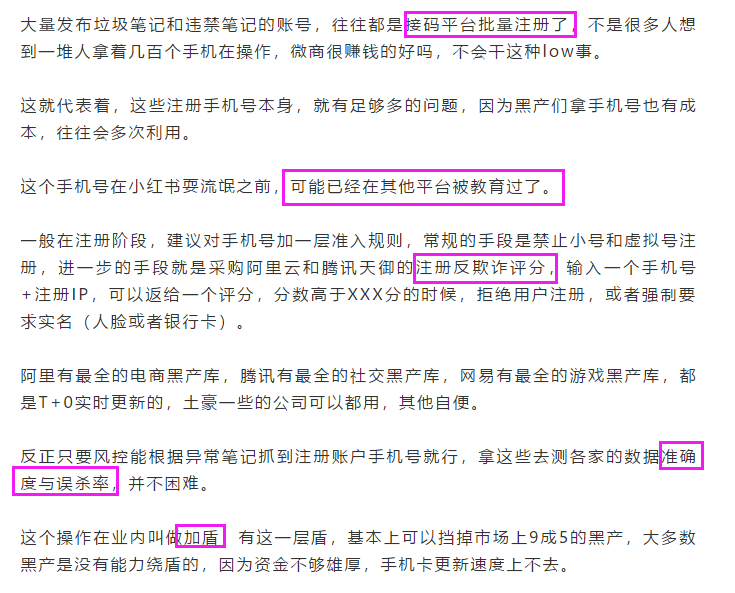 大量发布垃圾笔记和违禁笔记的账号，往往都是接码平台批量注册了，不是很多人想
到一堆人拿着几百个手机在操作，微商很赚钱的好吗，不会干这种low事。
这就代表着，这些注册手机号本身，就有足够多的问题，因为黑产们拿手机号也有成
本，往往会多次利用。
这个手机号在小红书耍流氓之前，可能已经在其他平台被教育过了。
一般在注册阶段，建议对手机号加一层准入规则，常规的手段是禁止小号和虚拟号注
册，进一步的手段就是采购阿里云和腾讯天御的注册反欺诈评分，输入一个手机号
+注册IP，可以返给一个评分，分数高于XXX分的时候，拒绝用户注册，或者强制要
求实名（人脸或者银行卡）。
阿里有最全的电商黑产库，腾讯有最全的社交黑产库，网易有最全的游戏黑产库，都
是T+0实时更新的，土豪一些的公司可以都用，其他自便。
反正只要风控能根据异常笔记抓到注册账户手机号就行，拿这些去测各家的数据准确
度与误杀率，并不困难。
这个操作在业内叫做加盾，有这一层盾，基本上可以挡掉市场上9成5的黑产，大多数
黑产是没有能力绕盾的，因为资金不够雄厚，手机卡更新速度上不去。